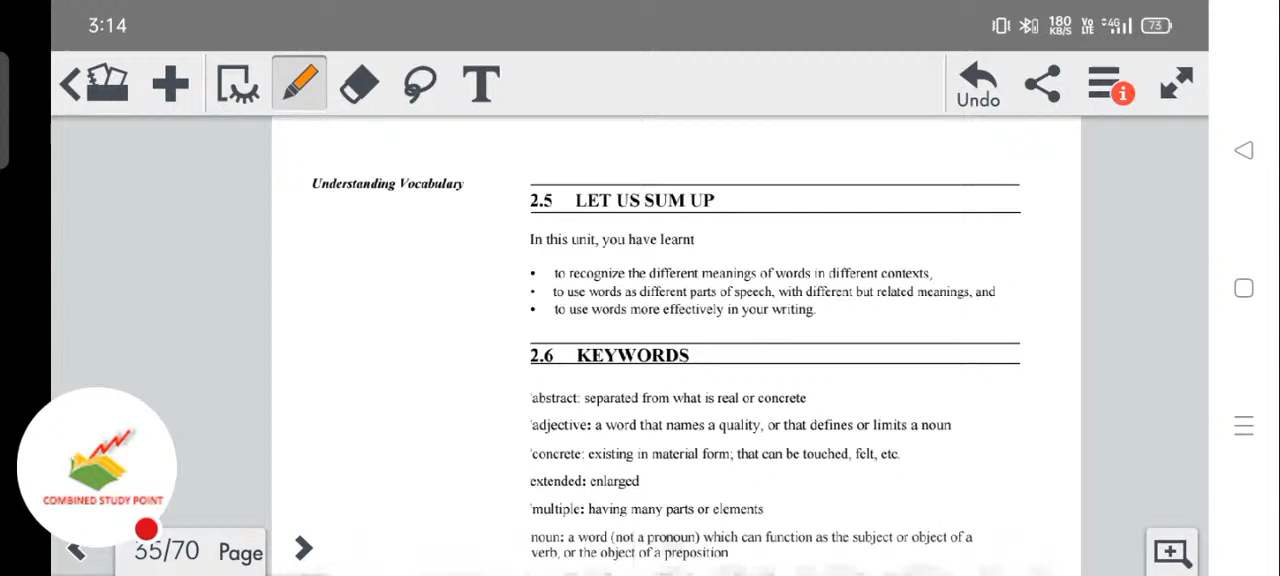 3:14
180
KB/S
Vo
LTE
4G
73
Undo
Understanding Vocabulary
2.5 LET US SUM UP
In this unit, you have learnt
• to recognize the different meanings of words in different contexts,
• to use words as different parts of speech, with different but related meanings, and
• to use words more effectively in your writing.
2.6 KEYWORDS
'abstract: separated from what is real or concrete
'adjective: a word that names a quality, or that defines or limits a noun
'concrete: existing in material form; that can be touched, felt, etc.
extended: enlarged
'multiple: having many parts or elements
noun: a word (not a pronoun) which can function as the subject or object of a
verb, or the object of a preposition
COMBINED STUDY POINT
35/70 Page